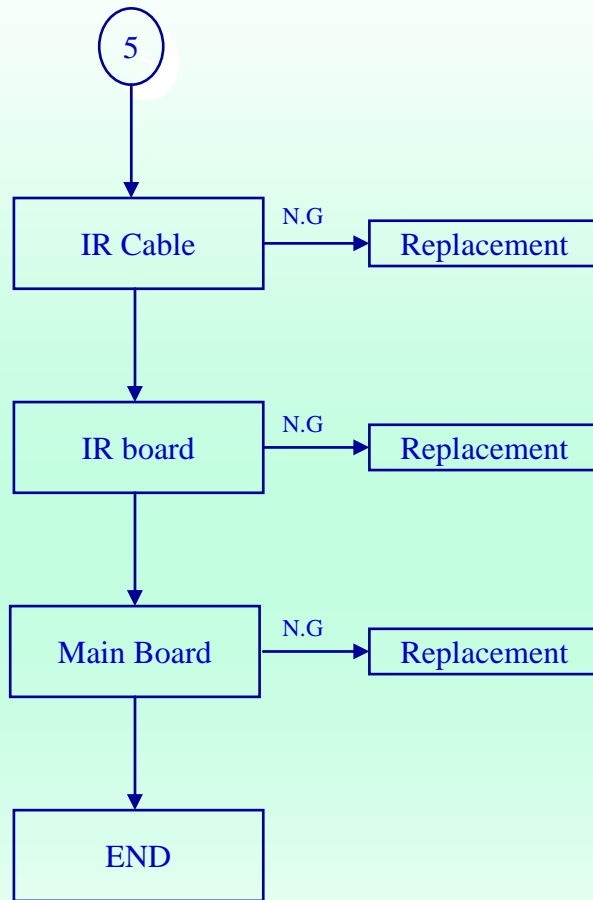 5
IR Cable
N.G
Replacement
IR board
N.G
Replacement
Main Board
N.G
Replacement
END